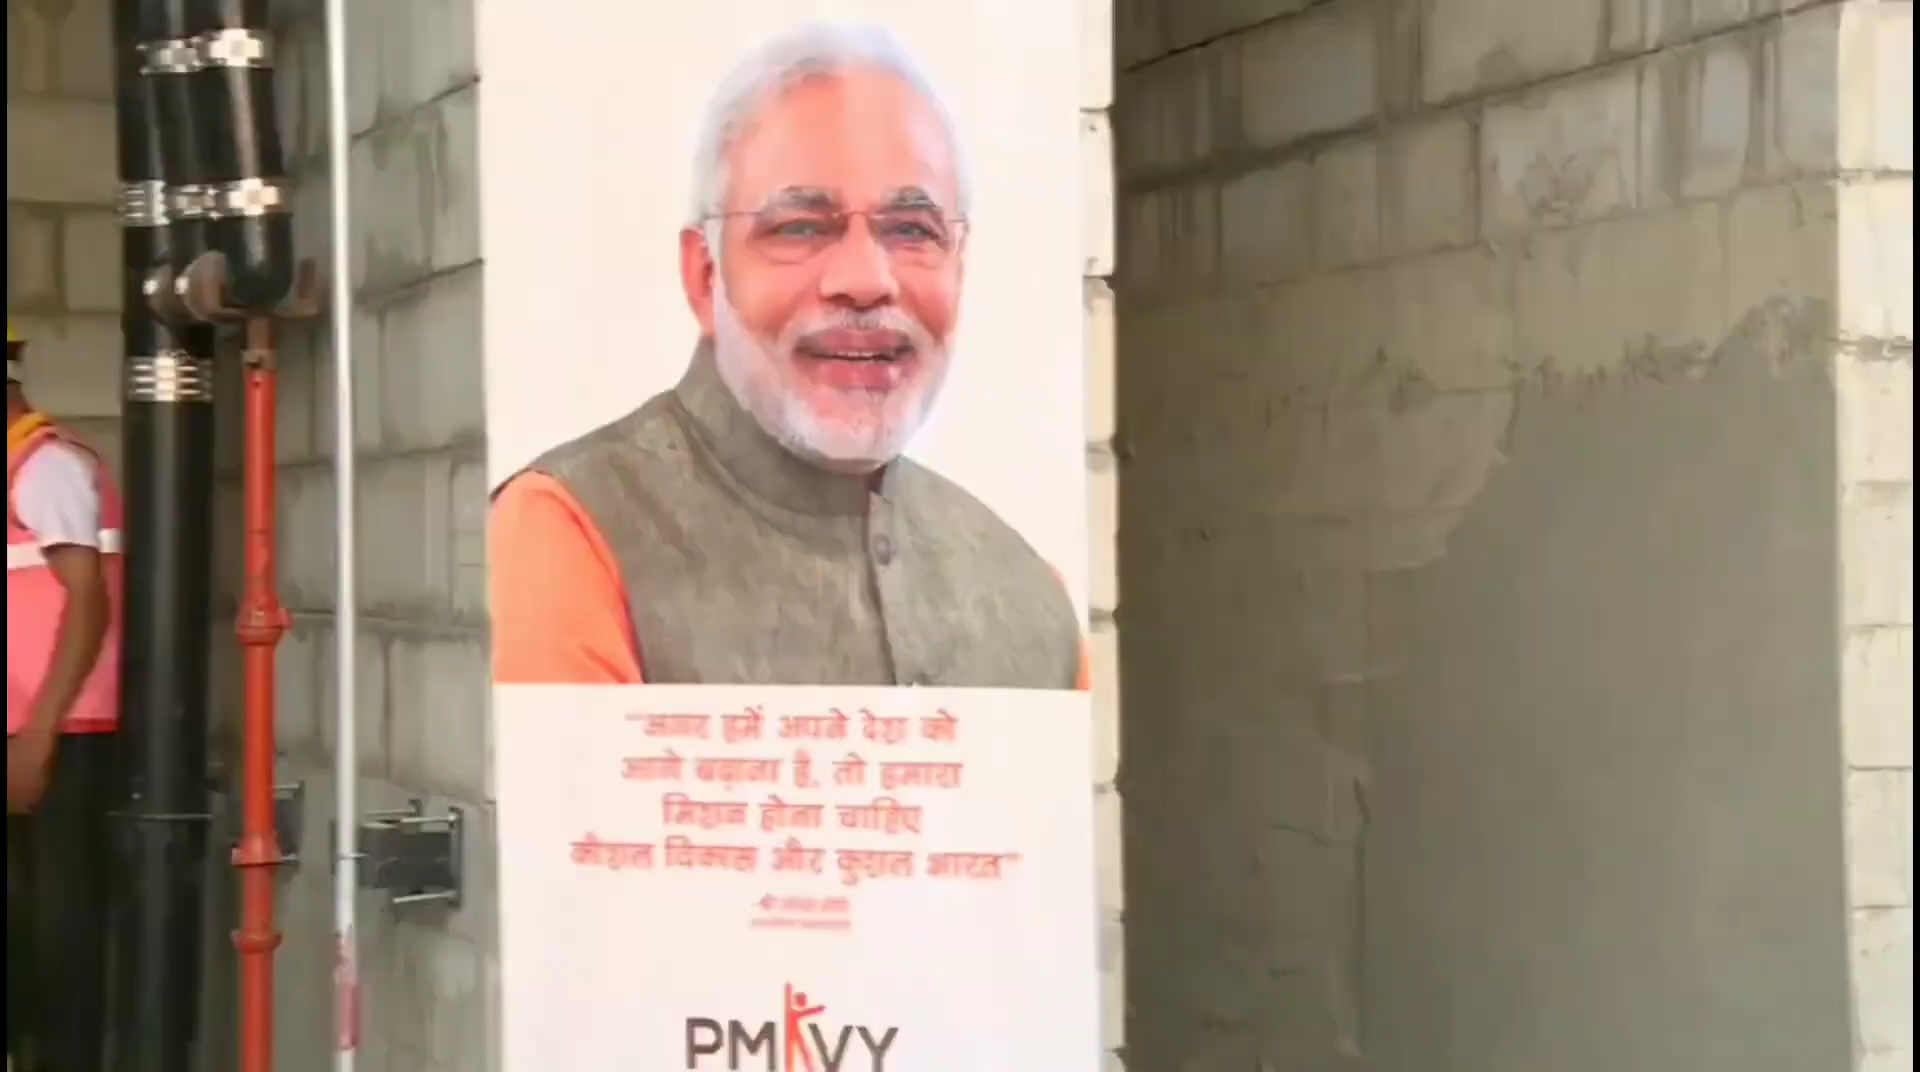 "अगर हमें अपने देश को
आगे बढ़ाना है, तो हमारा
मिशन होना चाहिए
कौशल विकास और कुशल भारत"
PMKVY